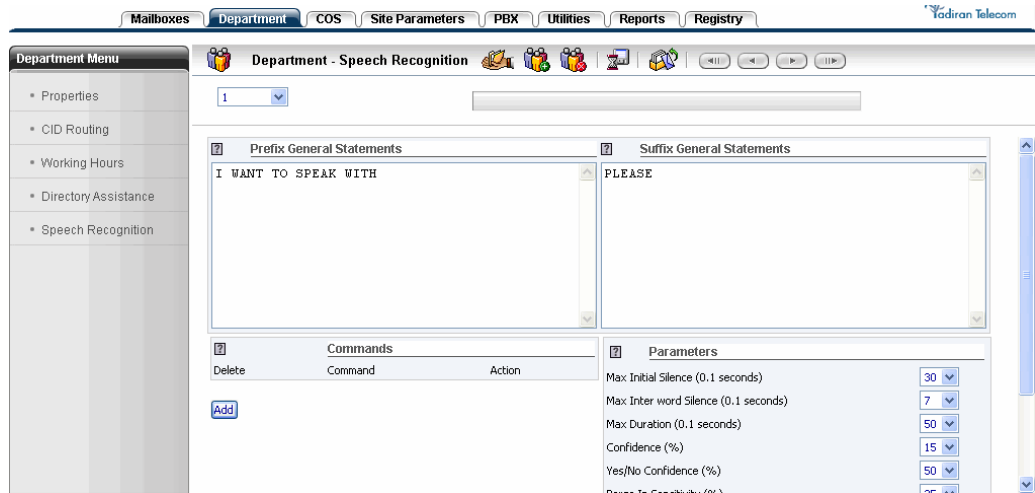 Mailboxes Department COS Site Parameters PBX Utilities Reports Registry
Tadiran Telecom
Department Menu
Department - Speech Recognition
• Properties
• CID Routing
• Working Hours
• Directory Assistance
• Speech Recognition
1
? Prefix General Statements
I WANT TO SPEAK WITH
? Suffix General Statements
PLEASE
? Commands
Delete Command Action
Add
? Parameters
Max Initial Silence (0.1 seconds) 30
Max Inter word Silence (0.1 seconds) 7
Max Duration (0.1 seconds) 50
Confidence (%) 15
Yes/No Confidence (%) 50